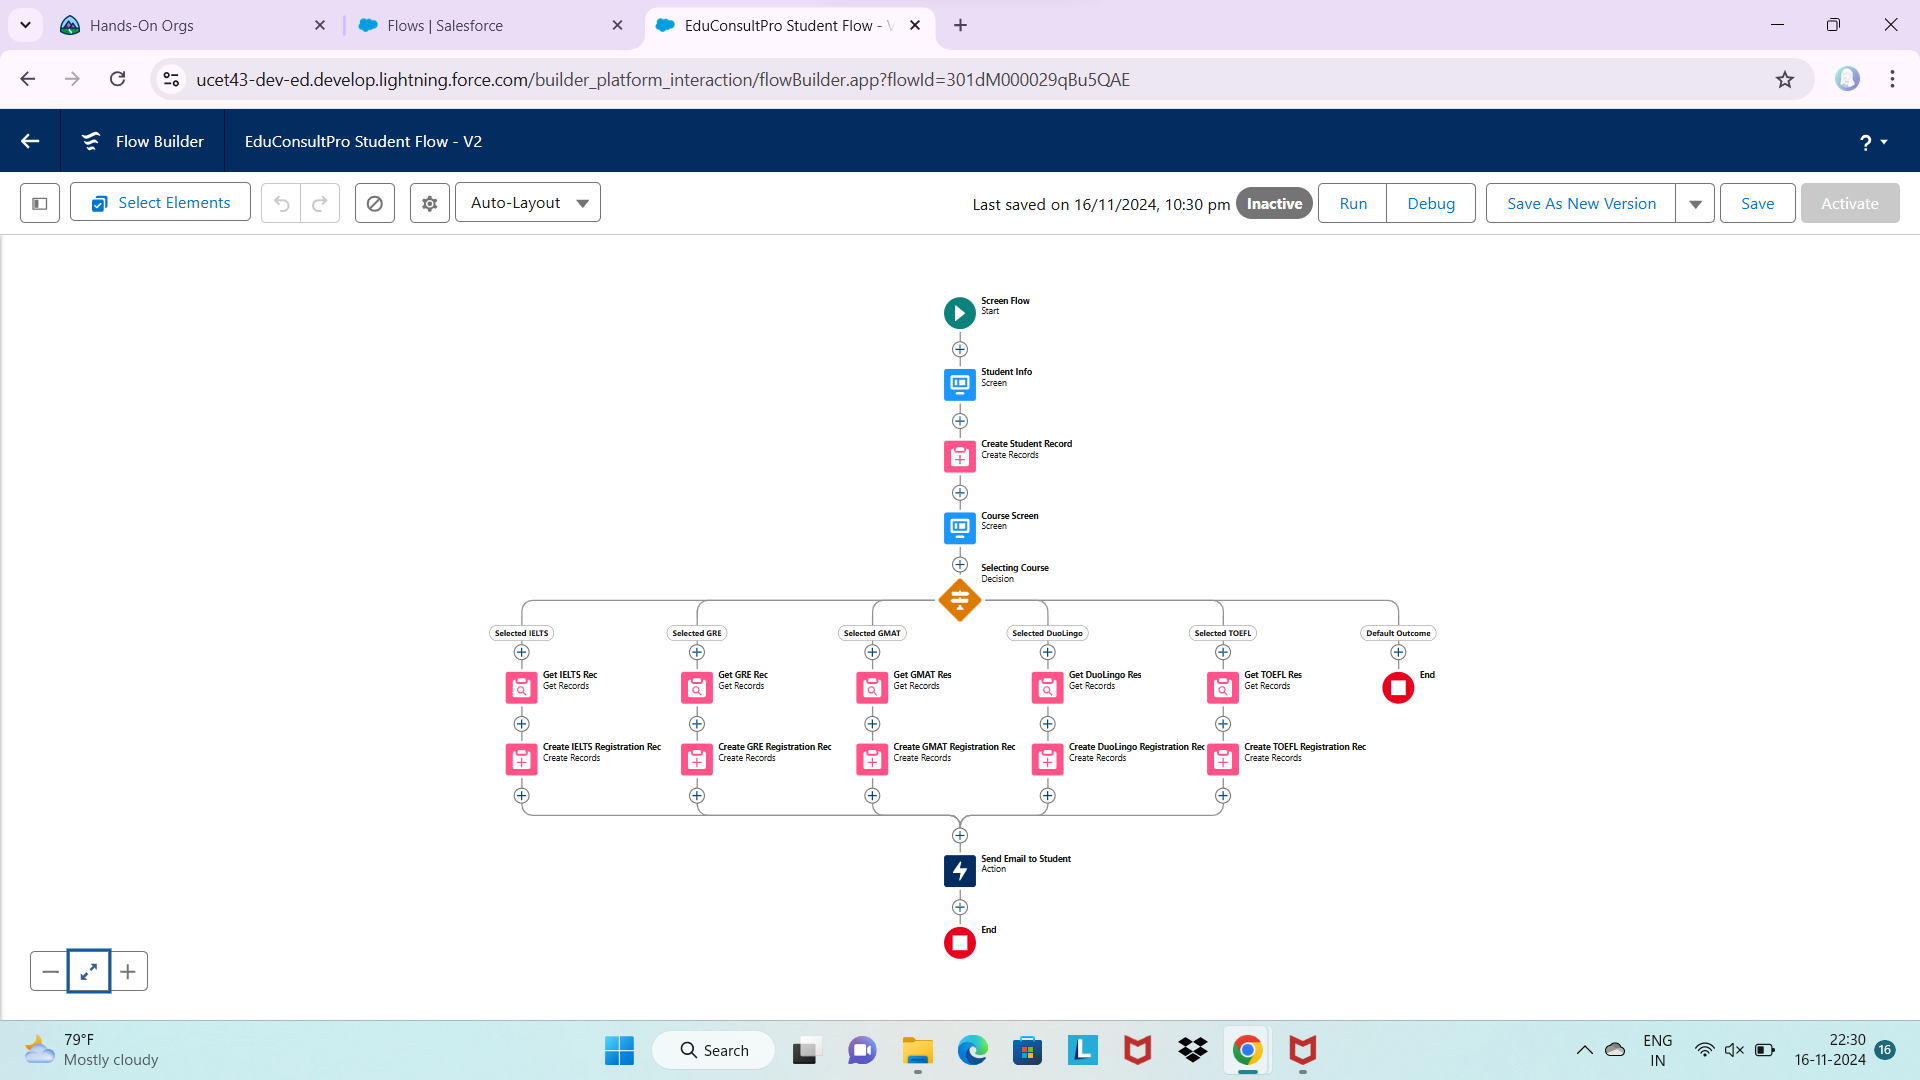 Hands-On Orgs
Flows | Salesforce
EduConsultPro Student Flow - V
ucet43-dev-ed.develop.lightning.force.com/builder_platform_interaction/flowBuilder.app?flowId=301dM000029qBu5QAE
Flow Builder
EduConsultPro Student Flow - V2
?
Select Elements
Auto-Layout
Last saved on 16/11/2024, 10:30 pm
Inactive
Run
Debug
Save As New Version
Save
Activate
Screen Flow
Start
Student Info
Screen
Create Student Record
Create Records
Course Screen
Screen
Selecting Course
Decision
Selected IELTS
Selected GRE
Selected GMAT
Selected DuoLingo
Selected TOEFL
Default Outcome
Get IELTS Rec
Get Records
Get GRE Rec
Get Records
Get GMAT Res
Get Records
Get DuoLingo Res
Get Records
Get TOEFL Res
Get Records
End
Create IELTS Registration Rec
Create Records
Create GRE Registration Rec
Create Records
Create GMAT Registration Rec
Create Records
Create DuoLingo Registration Rec
Create Records
Create TOEFL Registration Rec
Create Records
Send Email to Student
Action
End
79°F
Mostly cloudy
Search
ENG
IN
22:30
16-11-2024
16